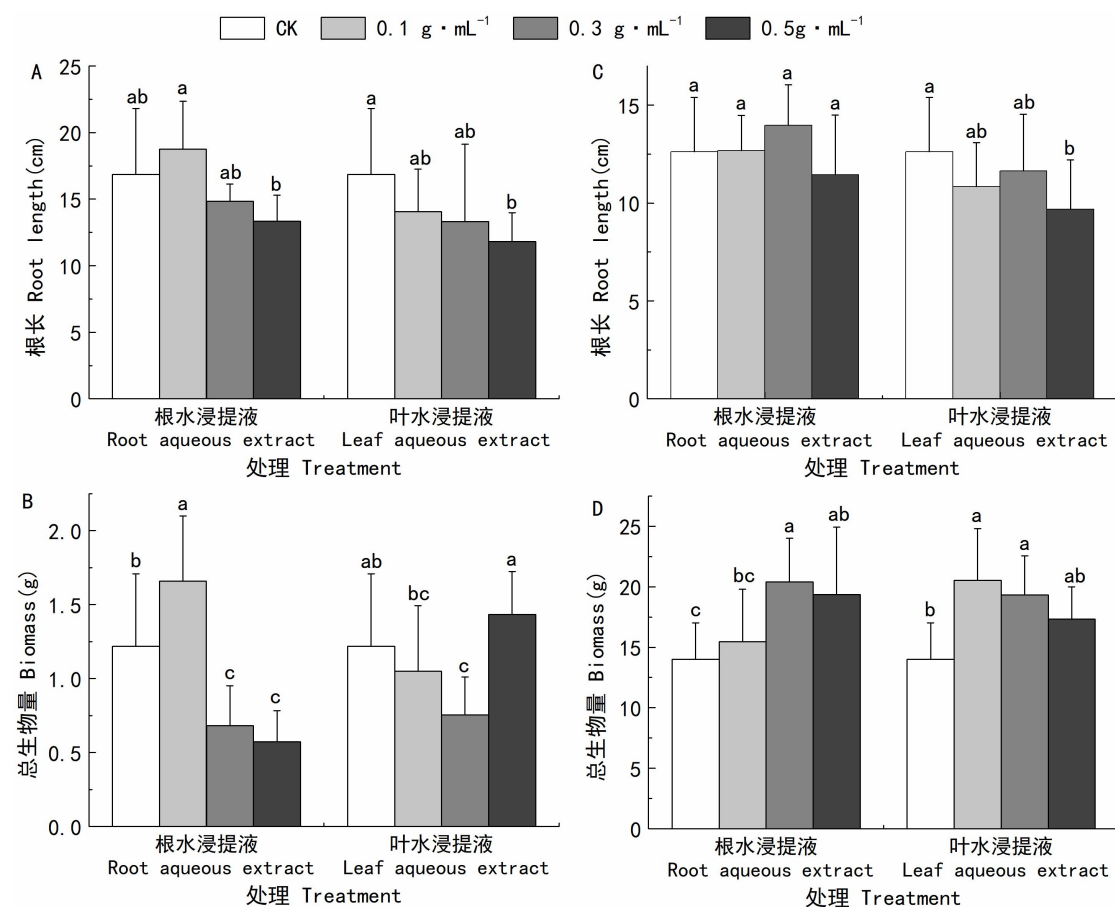 CK 0.1 g·mL⁻¹ 0.3 g·mL⁻¹ 0.5g·mL⁻¹
A
25
20
15
10
5
0
根长 Root length(cm)
ab a ab b a ab ab b
根水浸提液 叶水浸提液
Root aqueous extract Leaf aqueous extract
处理 Treatment
C
15
10
5
0
根长 Root length(cm)
a a a a a ab ab b
根水浸提液 叶水浸提液
Root aqueous extract Leaf aqueous extract
处理 Treatment
B
2.0
1.5
1.0
0.5
0.0
总生物量 Biomass(g)
b a c c ab bc c a
根水浸提液 叶水浸提液
Root aqueous extract Leaf aqueous extract
处理 Treatment
D
25
20
15
10
5
0
总生物量 Biomass(g)
c bc a ab b a a ab
根水浸提液 叶水浸提液
Root aqueous extract Leaf aqueous extract
处理 Treatment